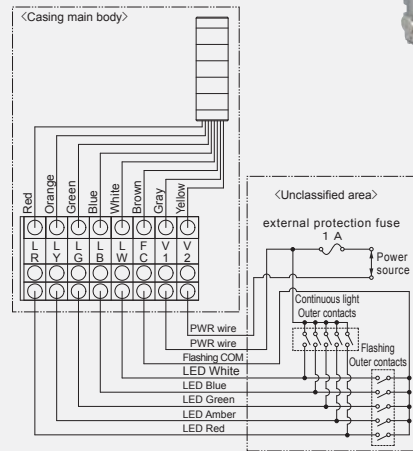 〈Casing main body〉
Red
Orange
Green
Blue
White
Brown
Gray
Yellow
L R
L Y
L G
L B
L W
F C
V 1
V 2
〈Unclassified area〉
external protection fuse
1 A
Power
source
Continuous light
Outer contacts
Flashing
Outer contacts
PWR wire
PWR wire
Flashing COM
LED White
LED Blue
LED Green
LED Amber
LED Red